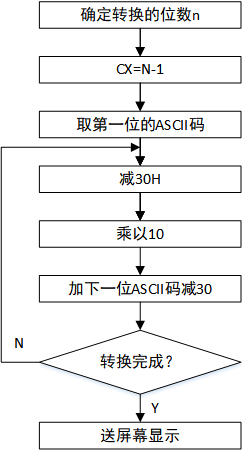 确定转换的位数n
CX=N-1
取第一位的ASCII码
减30H
乘以10
加下一位ASCII码减30
转换完成？
N
Y
送屏幕显示